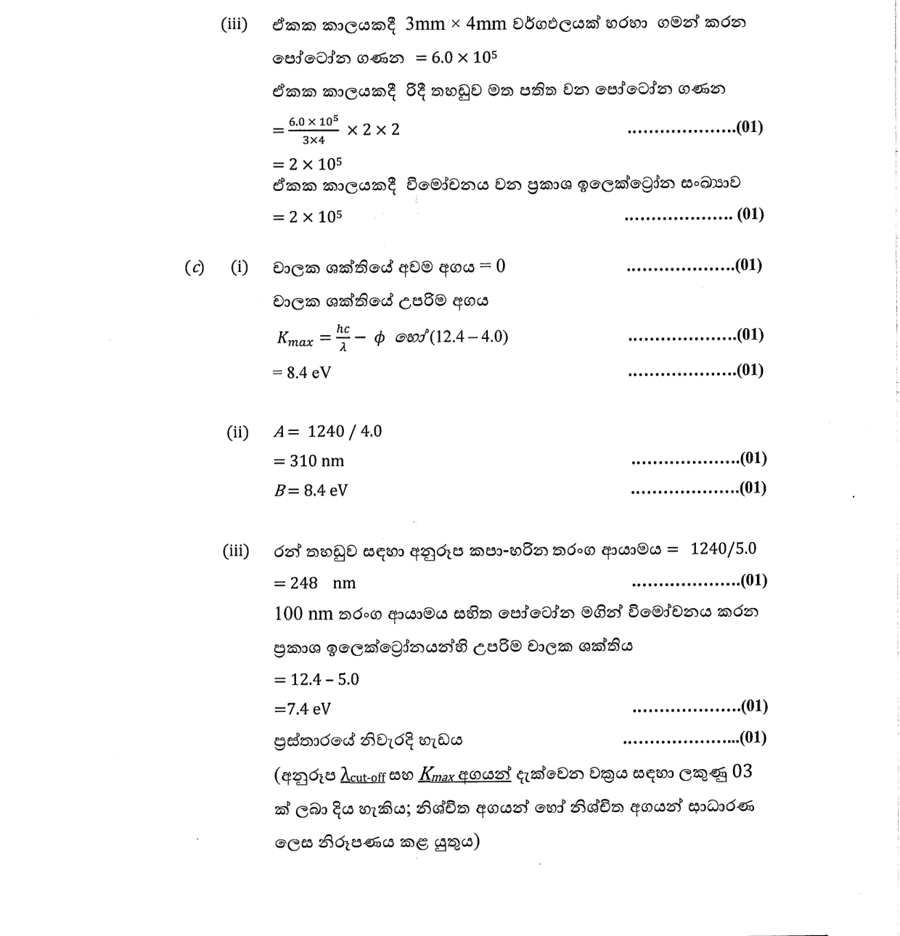 (iii) ඒකක කාලයකදී 3mm × 4mm වර්ගඵලයක් හරහා ගමන් කරන
පෝටෝන ගණන = 6.0 × 10⁵
ඒකක කාලයකදී රිදී තහඩුව මත පතිත වන පෝටෝන ගණන
= 6.0 × 10⁵ / 3×4 × 2 × 2 .....................(01)
= 2 × 10⁵
ඒකක කාලයකදී විමෝචනය වන ප්‍රකාශ ඉලෙක්ට්‍රෝන සංඛ්‍යාව
= 2 × 10⁵ ..................... (01)
(c) (i) චාලක ශක්තියේ අවම අගය = 0 .....................(01)
චාලක ශක්තියේ උපරිම අගය
Kmax = hc/λ − ϕ හෝ (12.4 – 4.0) .....................(01)
= 8.4 eV .....................(01)
(ii) A = 1240 / 4.0
= 310 nm .....................(01)
B = 8.4 eV .....................(01)
(iii) රන් තහඩුව සඳහා අනුරූප කපා-හරින තරංග ආයාමය = 1240/5.0
= 248 nm .....................(01)
100 nm තරංග ආයාමය සහිත පෝටෝන මගින් විමෝචනය කරන
ප්‍රකාශ ඉලෙක්ට්‍රෝනයන්හි උපරිම චාලක ශක්තිය
= 12.4 – 5.0
=7.4 eV .....................(01)
ප්‍රස්තාරයේ නිවැරදි හැඩය .......................(01)
(අනුරූප λcut-off සහ Kmax අගයන් දැක්වෙන වක්‍රය සඳහා ලකුණු 03
ක් ලබා දිය හැකිය; නිශ්චිත අගයන් හෝ නිශ්චිත අගයන් සාධාරණ
ලෙස නිරූපණය කළ යුතුය)